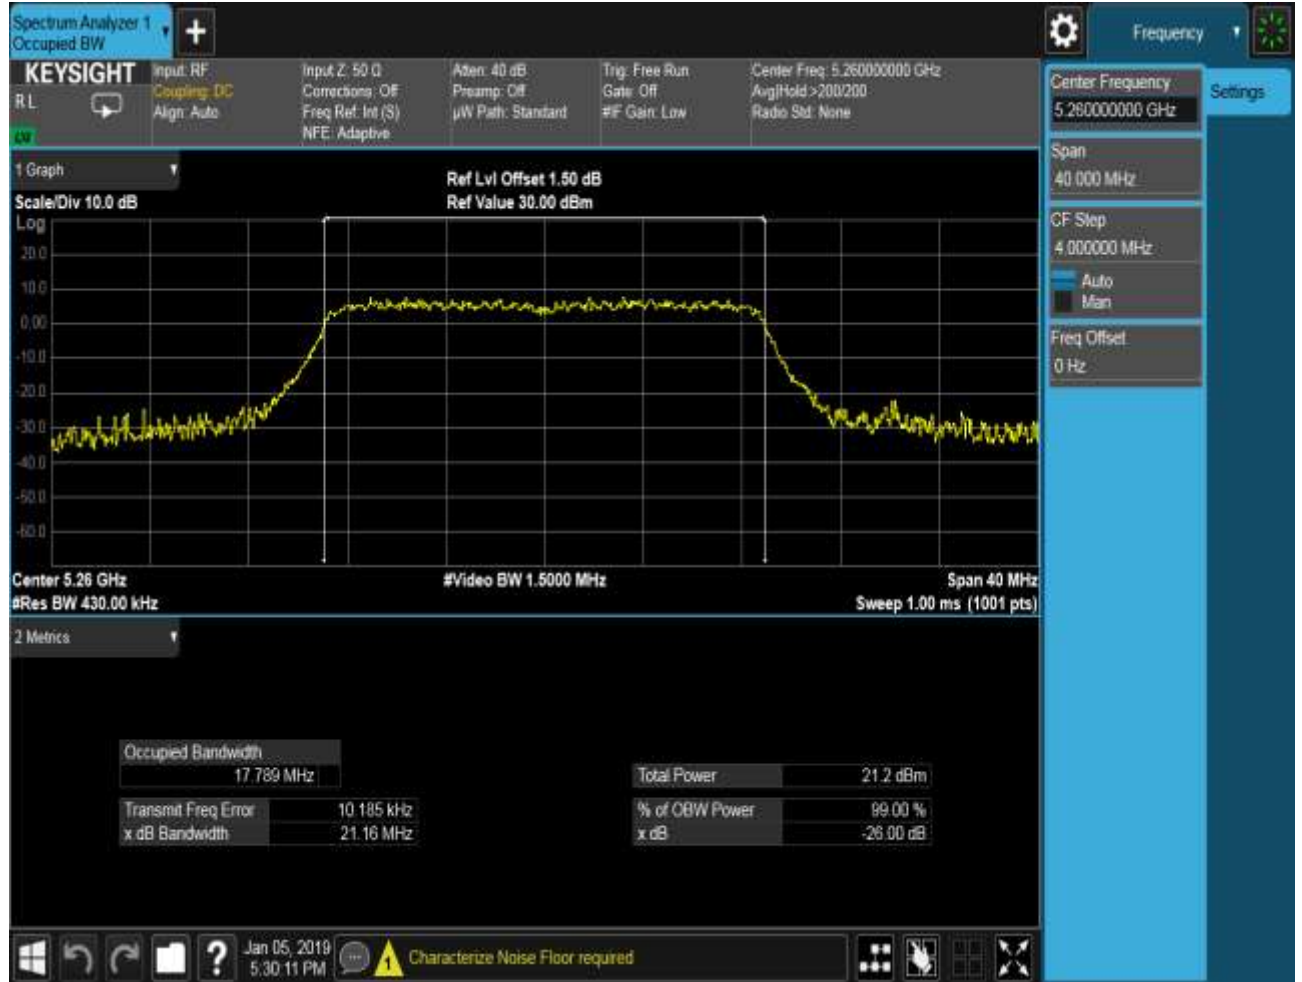 Spectrum Analyzer 1
Occupied BW
Frequency
KEYSIGHT
RL
Input: RF
Coupling: DC
Align: Auto
Input Z: 50 Ω
Corrections: Off
Freq Ref: Int (S)
NFE: Adaptive
Atten: 40 dB
Preamp: Off
µW Path: Standard
Trig: Free Run
Gate: Off
#IF Gain: Low
Center Freq: 5.260000000 GHz
Avg|Hold:>200/200
Radio Std: None
Center Frequency
5.260000000 GHz
Settings
Span
40.000 MHz
CF Step
4.000000 MHz
Auto
Man
Freq Offset
0 Hz
1 Graph
Ref Lvl Offset 1.50 dB
Scale/Div 10.0 dB
Ref Value 30.00 dBm
Log
20.0
10.0
0.00
-10.0
-20.0
-30.0
-40.0
-50.0
-60.0
Center 5.26 GHz
#Video BW 1.5000 MHz
Span 40 MHz
#Res BW 430.00 kHz
Sweep 1.00 ms (1001 pts)
2 Metrics
Occupied Bandwidth
17.789 MHz
Total Power 21.2 dBm
Transmit Freq Error 10.185 kHz
% of OBW Power 99.00 %
x dB Bandwidth 21.16 MHz
x dB -26.00 dB
?
Jan 05, 2019
5:30:11 PM
1
Characterize Noise Floor required